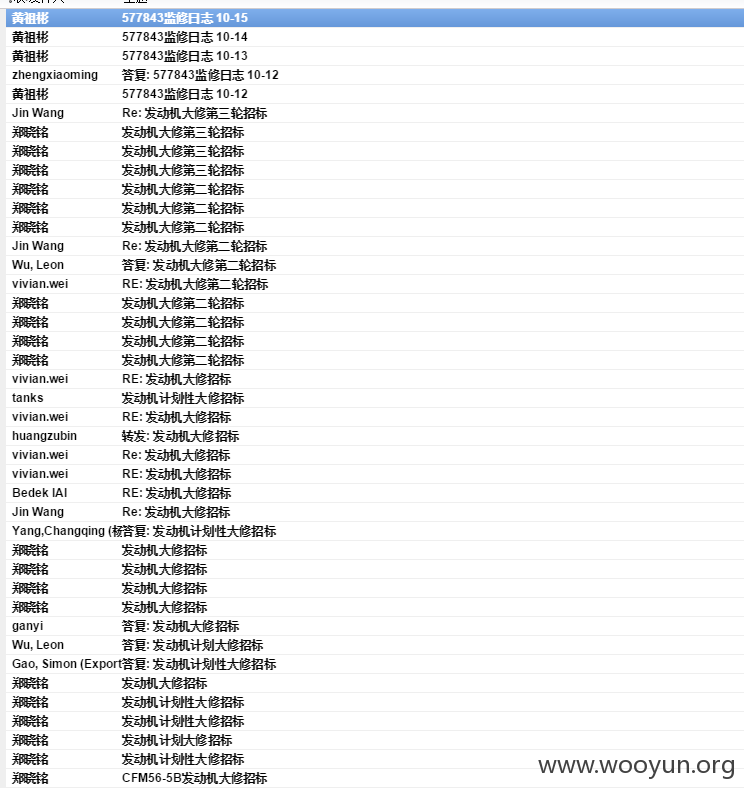 黄祖彬 577843监修日志 10-15
黄祖彬 577843监修日志 10-14
黄祖彬 577843监修日志 10-13
zhengxiaoming 答复: 577843监修日志 10-12
黄祖彬 577843监修日志 10-12
Jin Wang Re: 发动机大修第三轮招标
郑晓铭 发动机大修第三轮招标
郑晓铭 发动机大修第三轮招标
郑晓铭 发动机大修第三轮招标
郑晓铭 发动机大修第二轮招标
郑晓铭 发动机大修第二轮招标
郑晓铭 发动机大修第二轮招标
Jin Wang Re: 发动机大修第二轮招标
Wu, Leon 答复: 发动机大修第二轮招标
vivian.wei RE: 发动机大修第二轮招标
郑晓铭 发动机大修第二轮招标
郑晓铭 发动机大修第二轮招标
郑晓铭 发动机大修第二轮招标
郑晓铭 发动机大修第二轮招标
vivian.wei RE: 发动机大修招标
tanks 发动机计划性大修招标
vivian.wei RE: 发动机大修招标
huangzubin 转发: 发动机大修招标
vivian.wei Re: 发动机大修招标
vivian.wei RE: 发动机大修招标
Bedek IAI RE: 发动机大修招标
Jin Wang Re: 发动机大修招标
Yang,Changqing (杨 答复: 发动机计划性大修招标
郑晓铭 发动机大修招标
郑晓铭 发动机大修招标
郑晓铭 发动机大修招标
郑晓铭 发动机大修招标
ganyi 答复: 发动机大修招标
Wu, Leon 答复: 发动机计划大修招标
Gao, Simon (Export 答复: 发动机计划性大修招标
郑晓铭 发动机大修招标
郑晓铭 发动机计划性大修招标
郑晓铭 发动机计划性大修招标
郑晓铭 发动机计划大修招标
郑晓铭 发动机计划性大修招标
郑晓铭 CFM56-5B发动机大修招标
www.wooyun.org